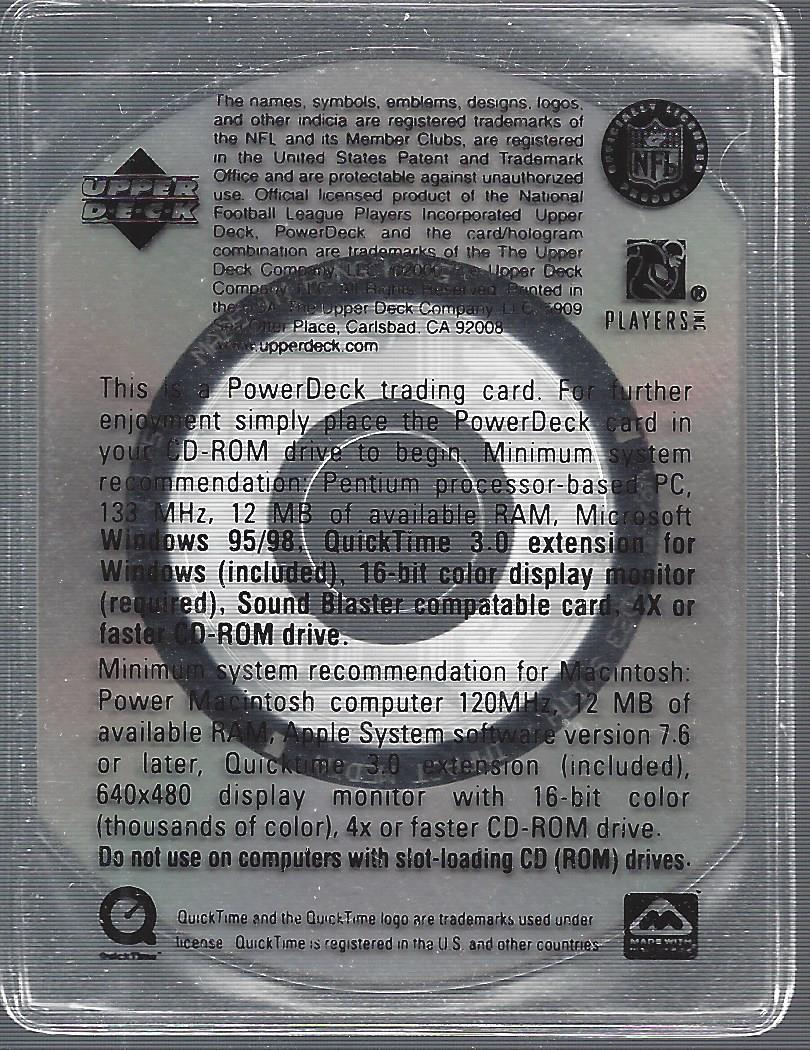 The names, symbols, emblems, designs, logos,
and other indicia are registered trademarks of
the NFL and its Member Clubs, are registered
in the United States Patent and Trademark
Office and are protectable against unauthorized
use. Official licensed product of the National
Football League Players Incorporated Upper
Deck, PowerDeck and the card/hologram
combination are trademarks of the The Upper
Deck Company, LLC. Upper Deck
Company, LLC. All Rights Reserved. Printed in
the USA. The Upper Deck Company, LLC, 5909
Sea Otter Place, Carlsbad, CA 92008
www.upperdeck.com
UPPER
DECK
OFFICIALLY LICENSED
NFL
PRODUCT
PLAYERS INC
®
This is a PowerDeck trading card. For further
enjoyment simply place the PowerDeck card in
your CD-ROM drive to begin. Minimum system
recommendation: Pentium processor-based PC,
133 MHz, 12 MB of available RAM, Microsoft
Windows 95/98, QuickTime 3.0 extension for
Windows (included), 16-bit color display monitor
(required), Sound Blaster compatable card, 4X or
faster CD-ROM drive.
Minimum system recommendation for Macintosh:
Power Macintosh computer 120MHz, 12 MB of
available RAM, Apple System software version 7.6
or later, Quicktime 3.0 extension (included),
640x480 display monitor with 16-bit color
(thousands of color), 4x or faster CD-ROM drive.
Do not use on computers with slot-loading CD (ROM) drives.
QuickTime™
QuickTime and the QuickTime logo are trademarks used under
license QuickTime is registered in the U.S. and other countries
MADE WITH